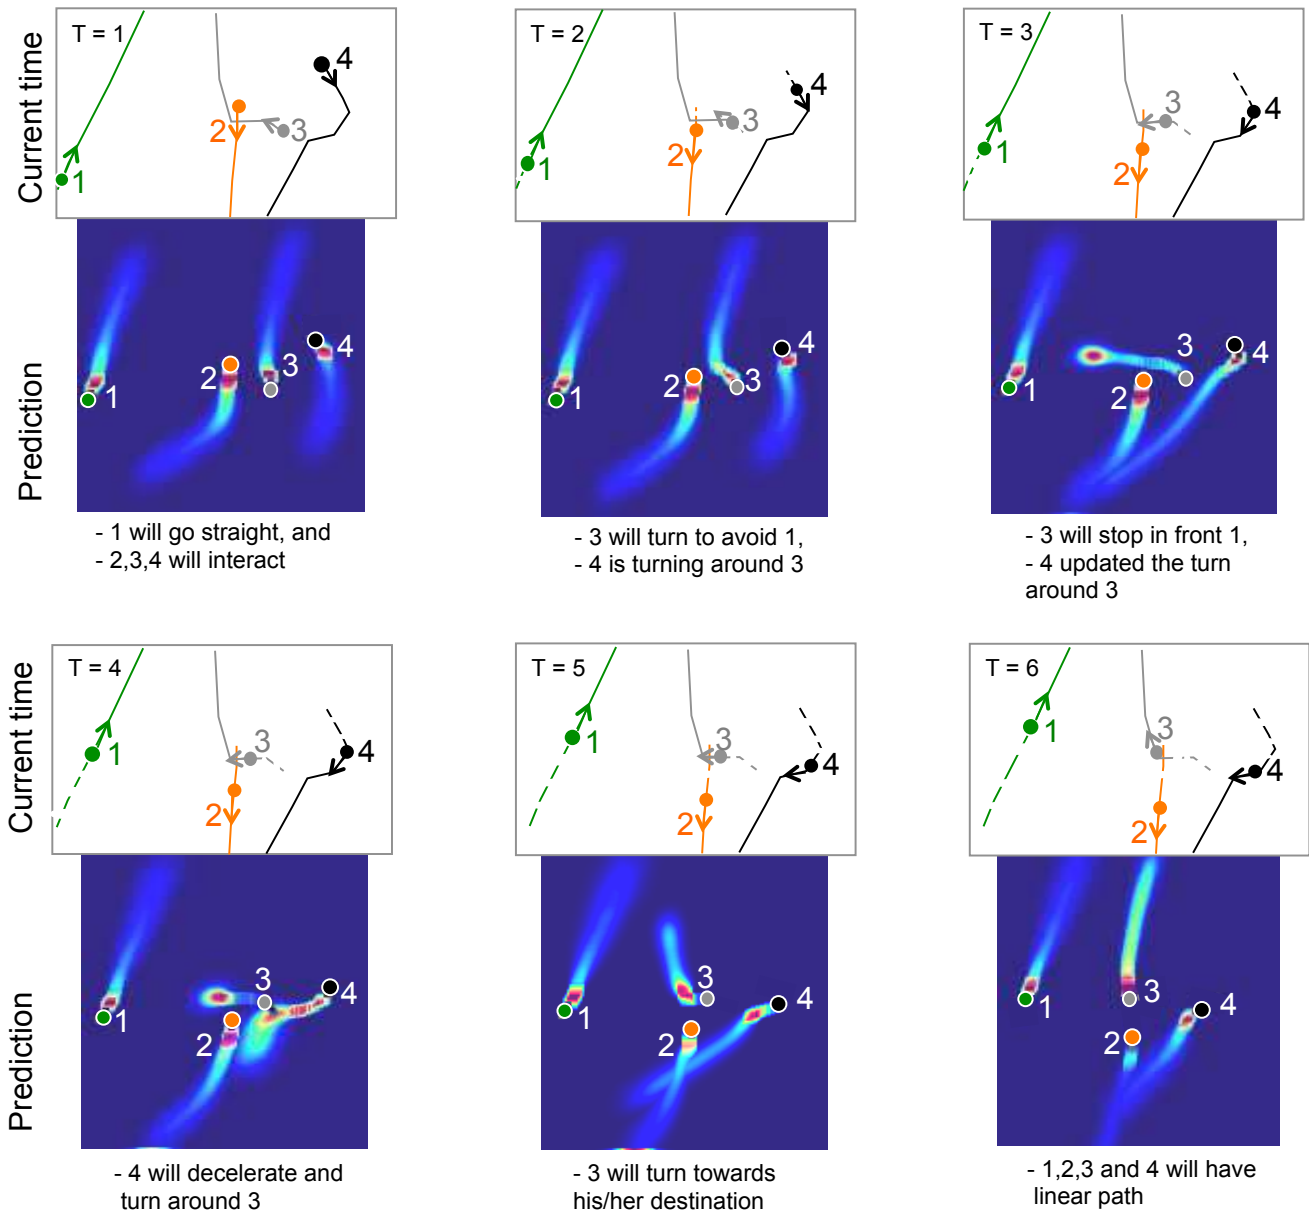 Current time
T = 1
1
2
3
4
T = 2
1
2
3
4
T = 3
1
2
3
4
Prediction
1
2
3
4
1
2
3
4
1
2
3
4
- 1 will go straight, and
- 2,3,4 will interact
- 3 will turn to avoid 1,
- 4 is turning around 3
- 3 will stop in front 1,
- 4 updated the turn
around 3
Current time
T = 4
1
2
3
4
T = 5
1
2
3
4
T = 6
1
2
3
4
Prediction
1
2
3
4
1
2
3
4
1
2
3
4
- 4 will decelerate and
turn around 3
- 3 will turn towards
his/her destination
- 1,2,3 and 4 will have
linear path